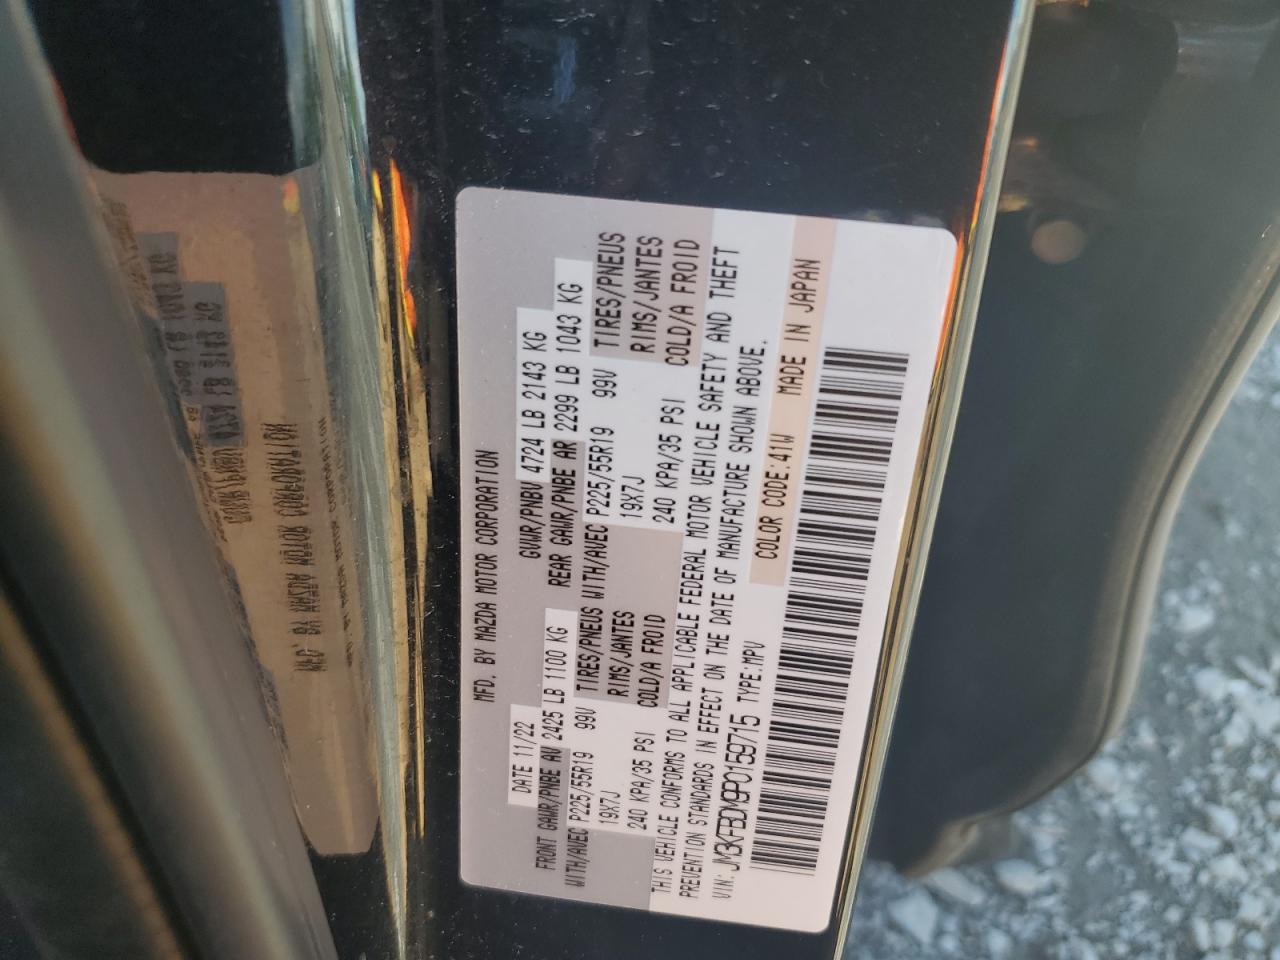 MFD. BY MAZDA MOTOR CORPORATION
DATE 11/22 GVWR/PNBV 4724 LB 2143 KG
FRONT GAWR/PNBE AV 2425 LB 1100 KG REAR GAWR/PNBE AR 2299 LB 1043 KG
WITH/AVEC P225/55R19 99V TIRES/PNEUS WITH/AVEC P225/55R19 99V TIRES/PNEUS
19X7J RIMS/JANTES 19X7J RIMS/JANTES
240 KPA/35 PSI COLD/A FROID 240 KPA/35 PSI COLD/A FROID
THIS VEHICLE CONFORMS TO ALL APPLICABLE FEDERAL MOTOR VEHICLE SAFETY AND THEFT
PREVENTION STANDARDS IN EFFECT ON THE DATE OF MANUFACTURE SHOWN ABOVE.
VIN: JM3KFBDM9P0159715 TYPE:MPV COLOR CODE:41W MADE IN JAPAN